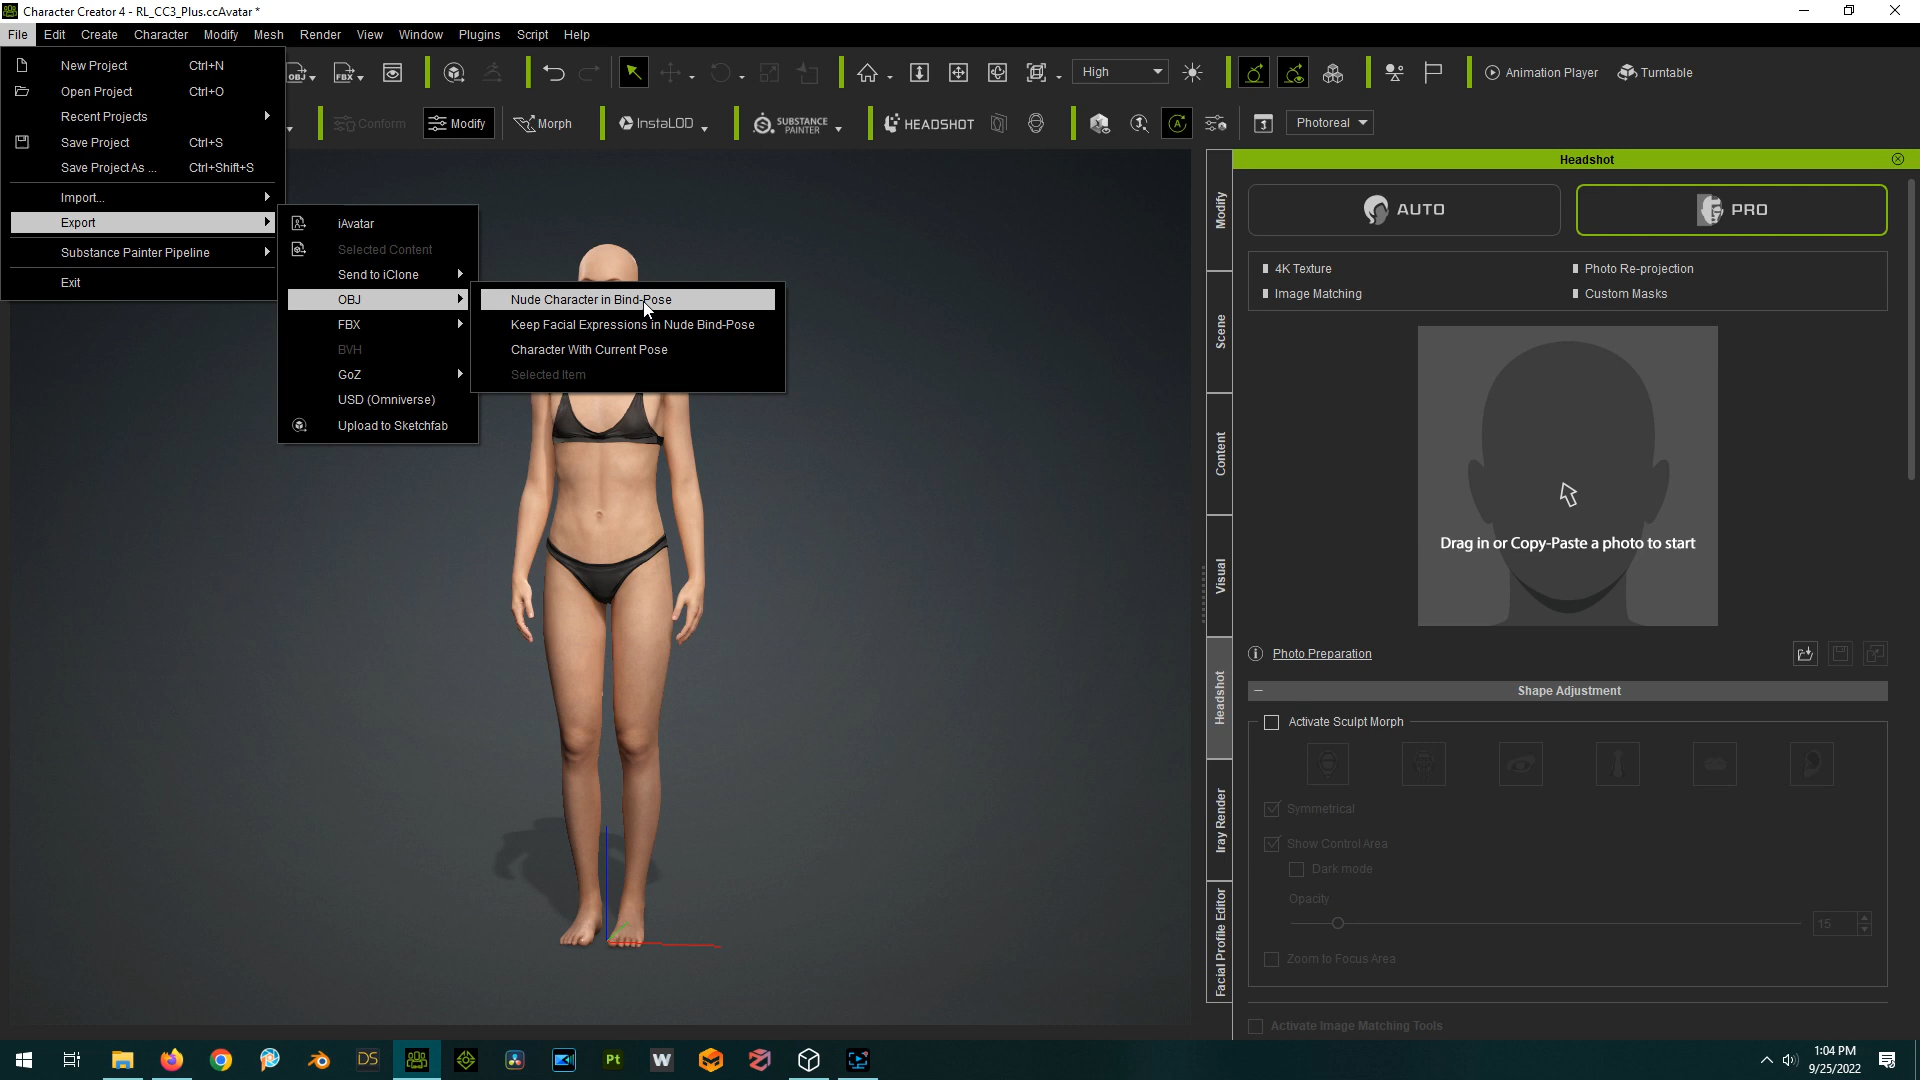 Character Creator 4 - RL_CC3_Plus.ccAvatar *
File Edit Create Character Modify Mesh Render View Window Plugins Script Help
New Project Ctrl+N
Open Project Ctrl+O
Recent Projects
Save Project Ctrl+S
Save Project As ... Ctrl+Shift+S
Import...
Export
Substance Painter Pipeline
Exit
OBJ
FBX
High
Animation Player
Turntable
Conform
Modify
Morph
InstaLOD
SUBSTANCE
PAINTER
HEADSHOT
Photoreal
iAvatar
Selected Content
Send to iClone
OBJ
FBX
BVH
GoZ
USD (Omniverse)
Upload to Sketchfab
Nude Character in Bind-Pose
Keep Facial Expressions in Nude Bind-Pose
Character With Current Pose
Selected Item
Modify
Scene
Content
Visual
Headshot
Iray Render
Facial Profile Editor
Headshot
AUTO
PRO
4K Texture
Photo Re-projection
Image Matching
Custom Masks
Drag in or Copy-Paste a photo to start
Photo Preparation
Shape Adjustment
Activate Sculpt Morph
Symmetrical
Show Control Area
Dark mode
Opacity
15
Zoom to Focus Area
Activate Image Matching Tools
DS
Pt
W
1:04 PM
9/25/2022